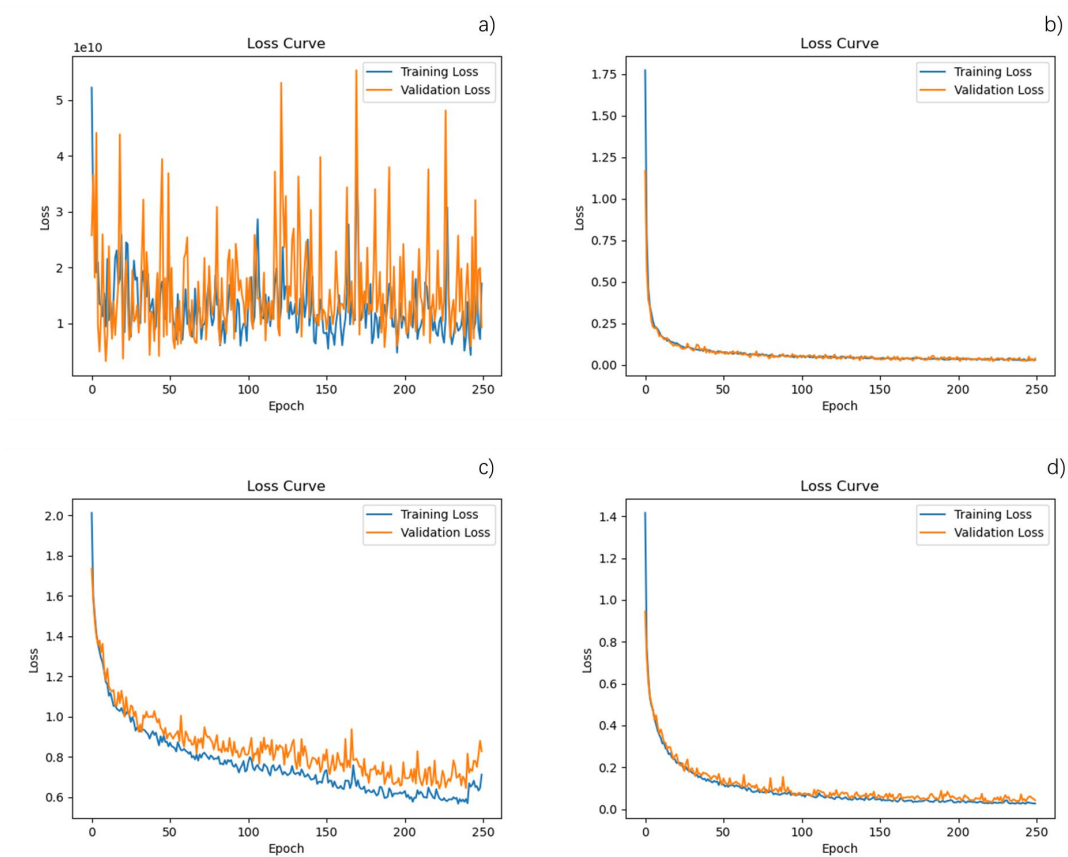 a)
1e10
Loss Curve
Training Loss
Validation Loss
5
4
3
2
1
Loss
0
50
100
150
200
250
Epoch
b)
Loss Curve
Training Loss
Validation Loss
1.75
1.50
1.25
1.00
0.75
0.50
0.25
0.00
Loss
0
50
100
150
200
250
Epoch
c)
Loss Curve
Training Loss
Validation Loss
2.0
1.8
1.6
1.4
1.2
1.0
0.8
0.6
Loss
0
50
100
150
200
250
Epoch
d)
Loss Curve
Training Loss
Validation Loss
1.4
1.2
1.0
0.8
0.6
0.4
0.2
0.0
Loss
0
50
100
150
200
250
Epoch